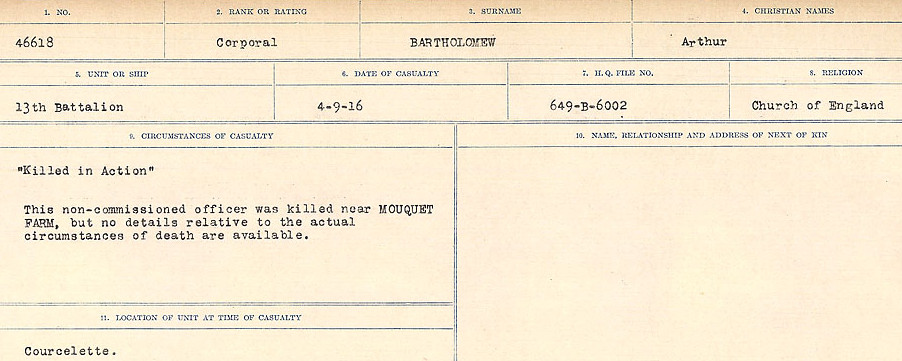 1. NO. 2. RANK OR RATING 3. SURNAME 4. CHRISTIAN NAMES
46618 Corporal BARTHOLOMEW Arthur
5. UNIT OR SHIP 6. DATE OF CASUALTY 7. H.Q. FILE NO. 8. RELIGION
13th Battalion 4-9-16 649-B-6002 Church of England
9. CIRCUMSTANCES OF CASUALTY 10. NAME, RELATIONSHIP AND ADDRESS OF NEXT OF KIN
"Killed in Action"
This non-commissioned officer was killed near MOUQUET
FARM, but no details relative to the actual
circumstances of death are available.
11. LOCATION OF UNIT AT TIME OF CASUALTY
Courcelette.